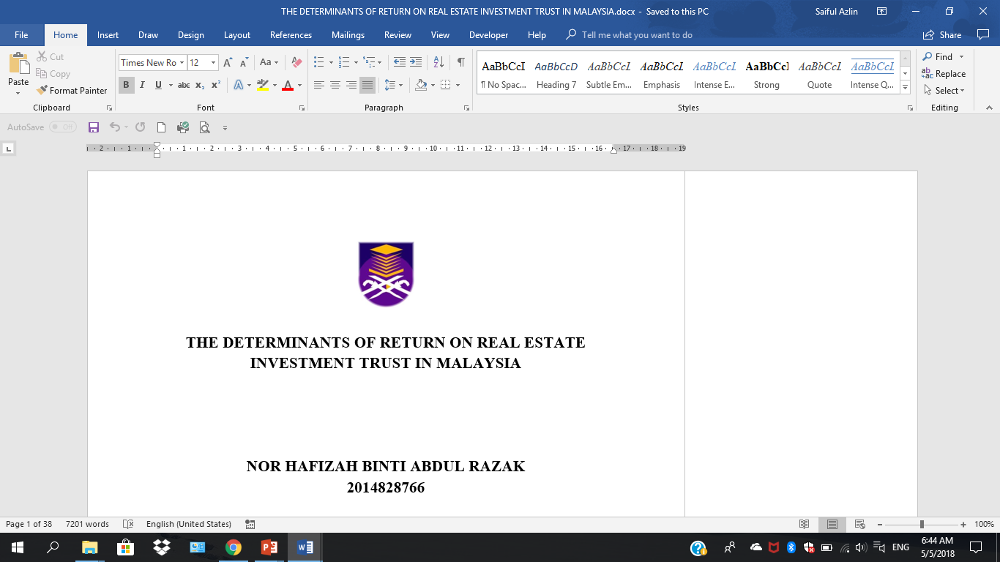 THE DETERMINANTS OF RETURN ON REAL ESTATE INVESTMENT TRUST IN MALAYSIA.docx - Saved to this PC
Saiful Azlin
File Home Insert Draw Design Layout References Mailings Review View Developer Help Tell me what you want to do Share
Paste
Cut
Copy
Format Painter
Clipboard
Times New Ro 12
Aa
B I U abc x₂ x² A A
Font
Paragraph
AaBbCcI AaBbCcD AaBbCcL AaBbCcL AaBbCcL AaBbCcI AaBbCcL AaBbCcL
¶ No Spac... Heading 7 Subtle Em... Emphasis Intense E... Strong Quote Intense Q...
Styles
Find
Replace
Select
Editing
AutoSave Off
2 1 1 2 3 4 5 6 7 8 9 10 11 12 13 14 15 16 17 18 19
THE DETERMINANTS OF RETURN ON REAL ESTATE
INVESTMENT TRUST IN MALAYSIA
NOR HAFIZAH BINTI ABDUL RAZAK
2014828766
Page 1 of 38 7201 words English (United States) 100%
ENG
6:44 AM
5/5/2018